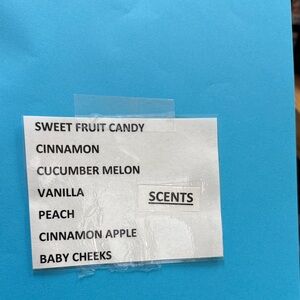 SWEET FRUIT CANDY
CINNAMON
CUCUMBER MELON
VANILLA
SCENTS
PEACH
CINNAMON APPLE
BABY CHEEKS